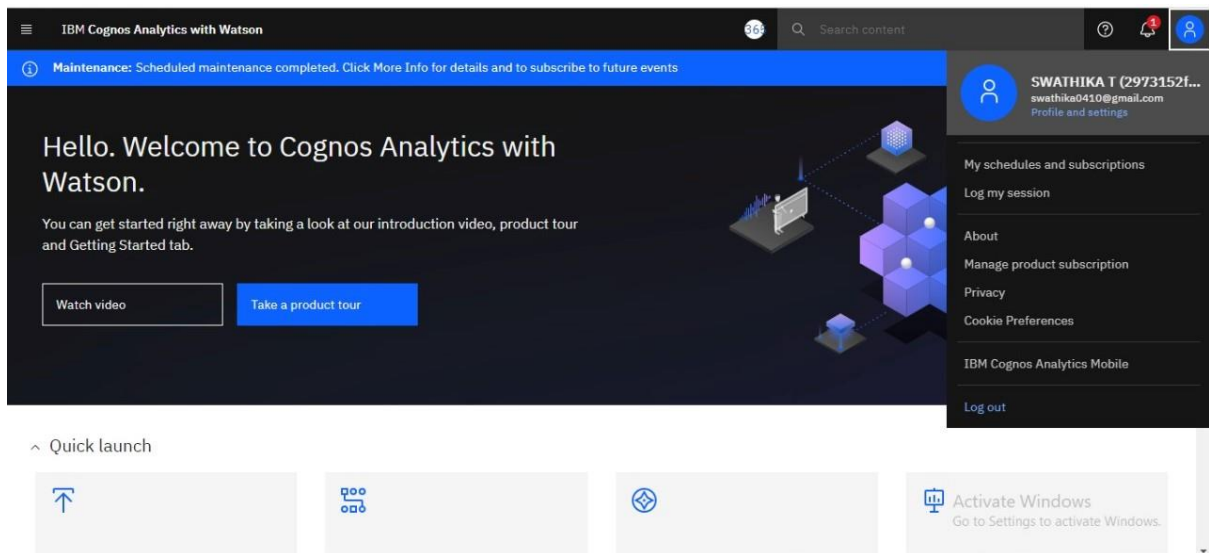 IBM Cognos Analytics with Watson
365
Search content
1
Maintenance: Scheduled maintenance completed. Click More Info for details and to subscribe to future events
SWATHIKA T (2973152f...
swathika0410@gmail.com
Profile and settings
Hello. Welcome to Cognos Analytics with
Watson.
You can get started right away by taking a look at our introduction video, product tour
and Getting Started tab.
Watch video
Take a product tour
My schedules and subscriptions
Log my session
About
Manage product subscription
Privacy
Cookie Preferences
IBM Cognos Analytics Mobile
Log out
Quick launch
Activate Windows
Go to Settings to activate Windows.